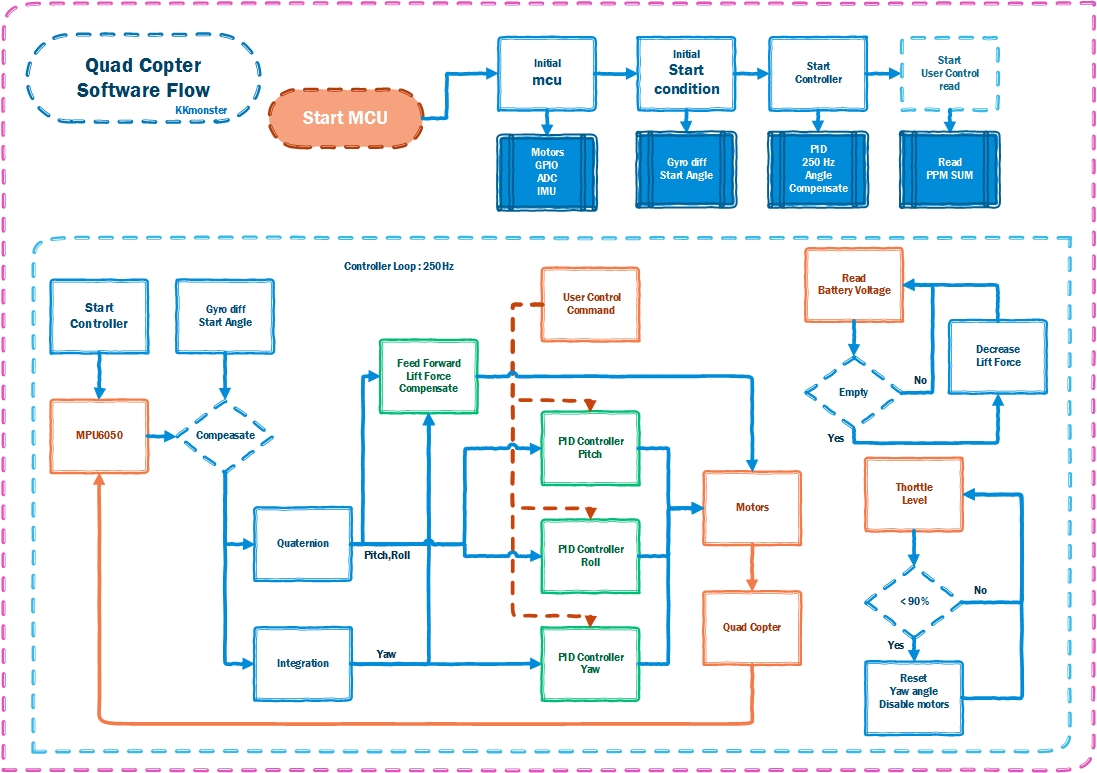 Quad Copter
Software Flow
KKmonster
Start MCU
Initial
mcu
Initial
Start
condition
Start
Controller
Start
User Control
read
Motors
GPIO
ADC
IMU
Gyro diff
Start Angle
PID
250 Hz
Angle
Compensate
Read
PPM SUM
Controller Loop : 250Hz
Start
Controller
Gyro diff
Start Angle
User Control
Command
Read
Battery Voltage
Feed Forward
Lift Force
Compensate
Decrease
Lift Force
No
Empty
Yes
MPU6050
Compeasate
PID Controller
Pitch
Motors
Thorttle
Level
Quaternion
Pitch,Roll
PID Controller
Roll
< 90%
No
Yes
Integration
Yaw
PID Controller
Yaw
Quad Copter
Reset
Yaw angle
Disable motors